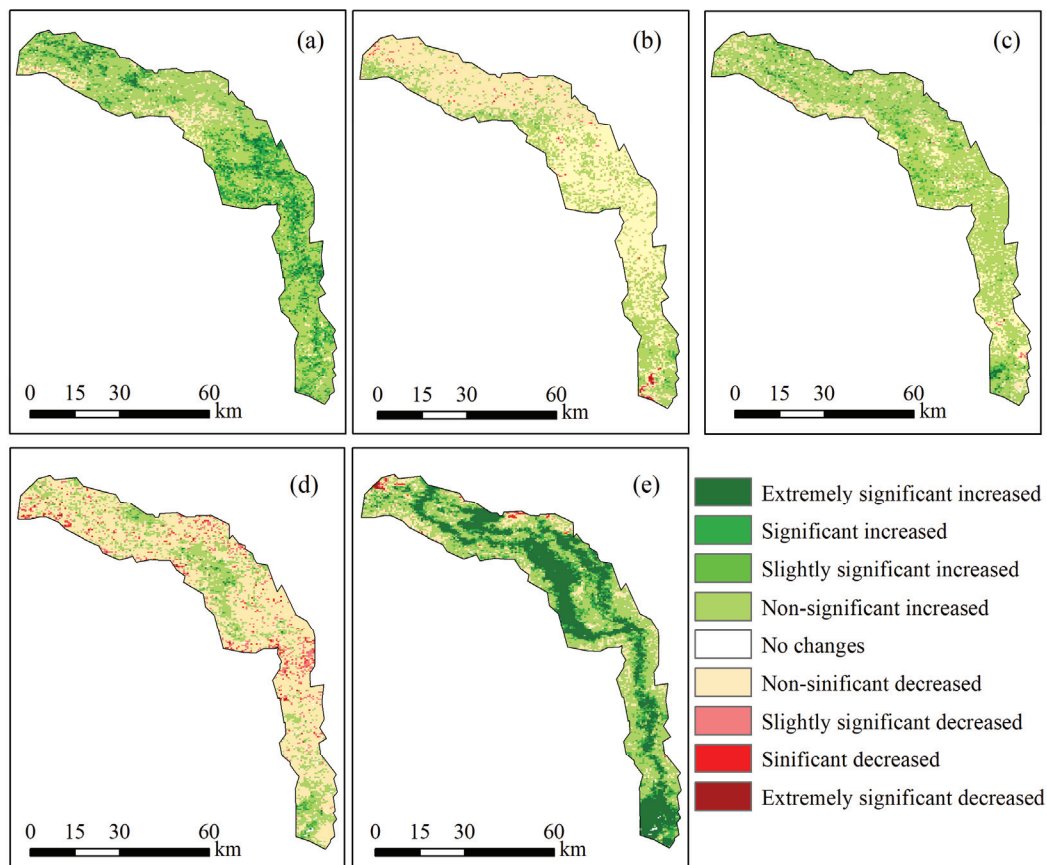 (a)
(b)
(c)
0 15 30 60
km
0 15 30 60
km
0 15 30 60
km
(d)
(e)
0 15 30 60
km
0 15 30 60
km
Extremely significant increased
Significant increased
Slightly significant increased
Non-significant increased
No changes
Non-sinificant decreased
Slightly significant decreased
Sinificant decreased
Extremely significant decreased